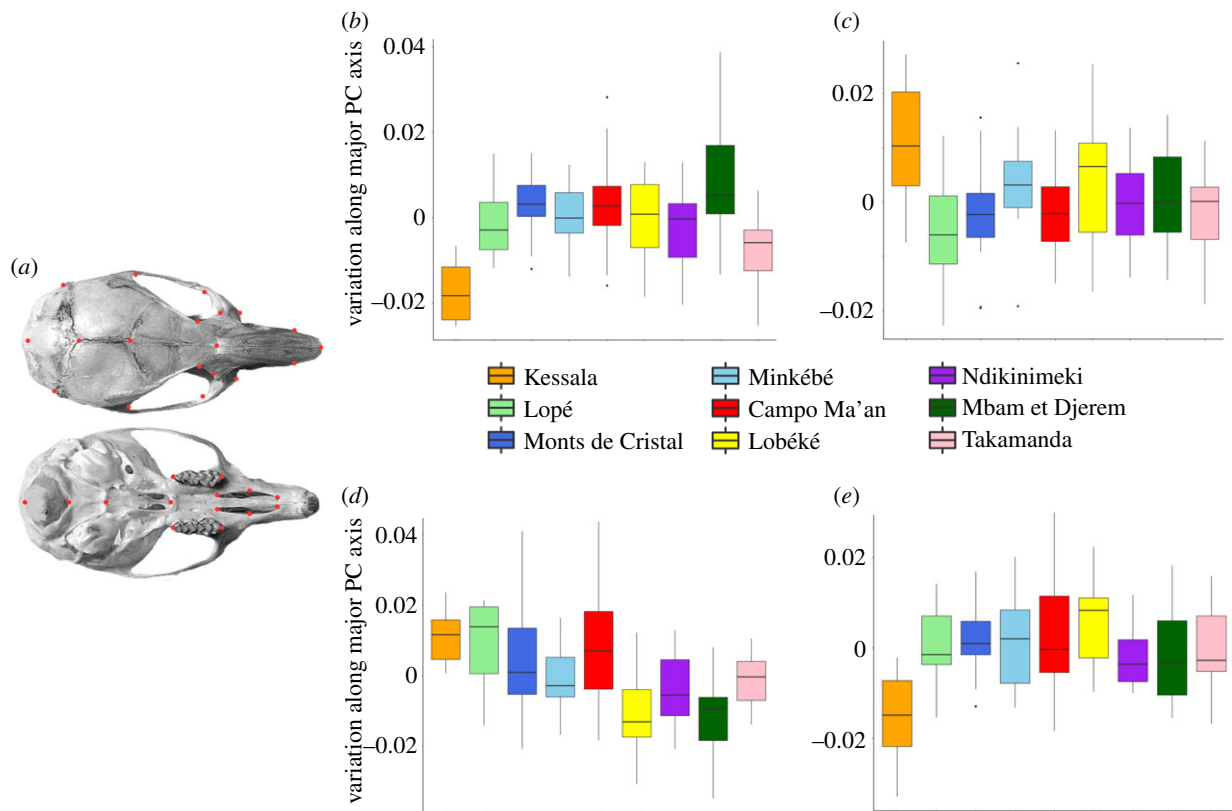 (a)
(b)
variation along major PC axis
0.04
0.02
0
−0.02
(c)
0.02
0
−0.02
Kessala
Lopé
Monts de Cristal
Minkébé
Campo Ma'an
Lobéké
Ndikinimeki
Mbam et Djerem
Takamanda
(d)
variation along major PC axis
0.04
0.02
0
−0.02
(e)
0.02
0
−0.02